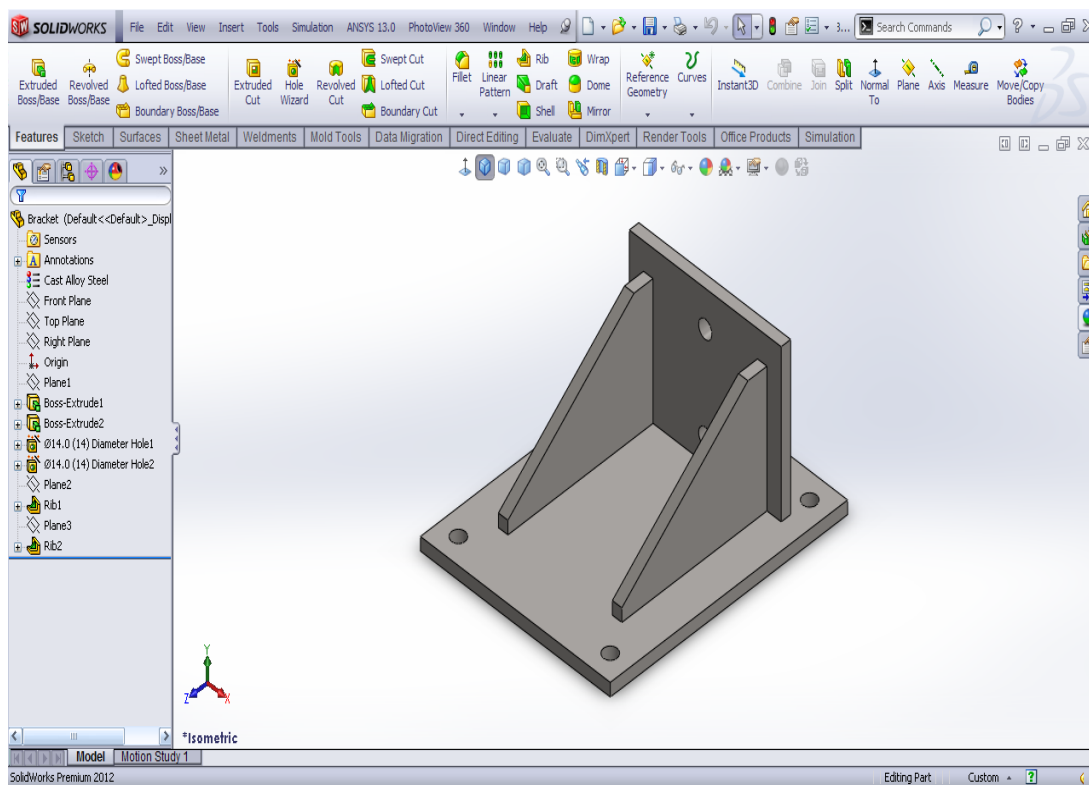 SW SOLIDWORKS File Edit View Insert Tools Simulation ANSYS 13.0 PhotoView 360 Window Help 3... Search Commands ?
Extruded Boss/Base
Revolved Boss/Base
Swept Boss/Base
Lofted Boss/Base
Boundary Boss/Base
Extruded Cut
Hole Wizard
Revolved Cut
Swept Cut
Lofted Cut
Boundary Cut
Fillet
Linear Pattern
Rib
Draft
Shell
Wrap
Dome
Mirror
Reference Geometry
Curves
Instant3D
Combine
Join
Split
Normal To
Plane
Axis
Measure
Move/Copy Bodies
Features Sketch Surfaces Sheet Metal Weldments Mold Tools Data Migration Direct Editing Evaluate DimXpert Render Tools Office Products Simulation
Bracket (Default<<Default>_Displ
Sensors
A Annotations
Cast Alloy Steel
Front Plane
Top Plane
Right Plane
Origin
Plane1
Boss-Extrude1
Boss-Extrude2
Ø14.0 (14) Diameter Hole1
Ø14.0 (14) Diameter Hole2
Plane2
Rib1
Plane3
Rib2
Y
Z X
*Isometric
Model Motion Study 1
SolidWorks Premium 2012 Editing Part Custom ?